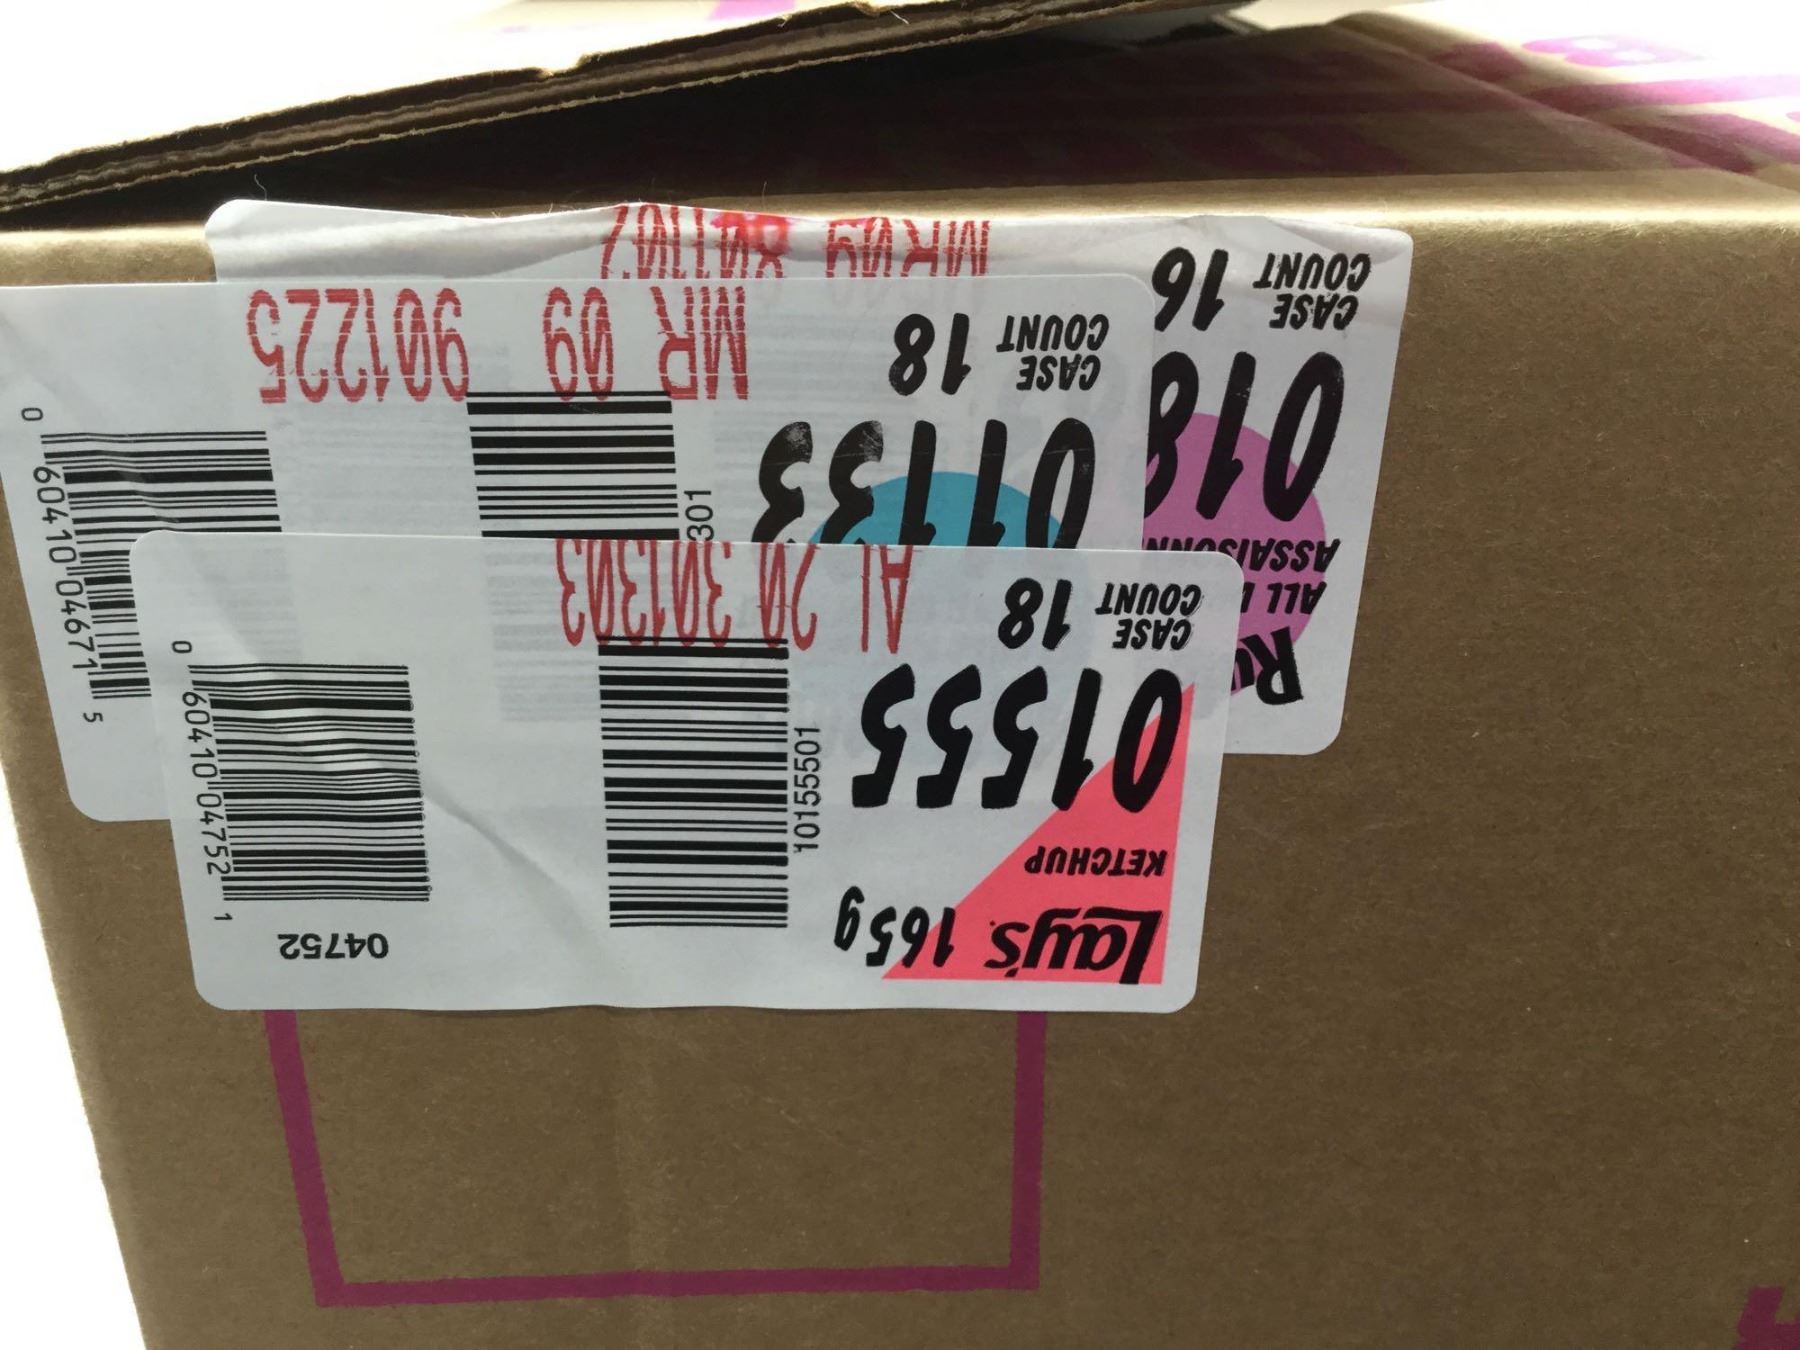 Lay's. 165g
KETCHUP
01555
CASE
COUNT 18
10155501
04752
0 60410 04752 1
AL 20 301303
01133
CASE
COUNT 18
301
0 60410 04671 5
MR 09 901225
ALL
018
CASE
COUNT 16
MR09